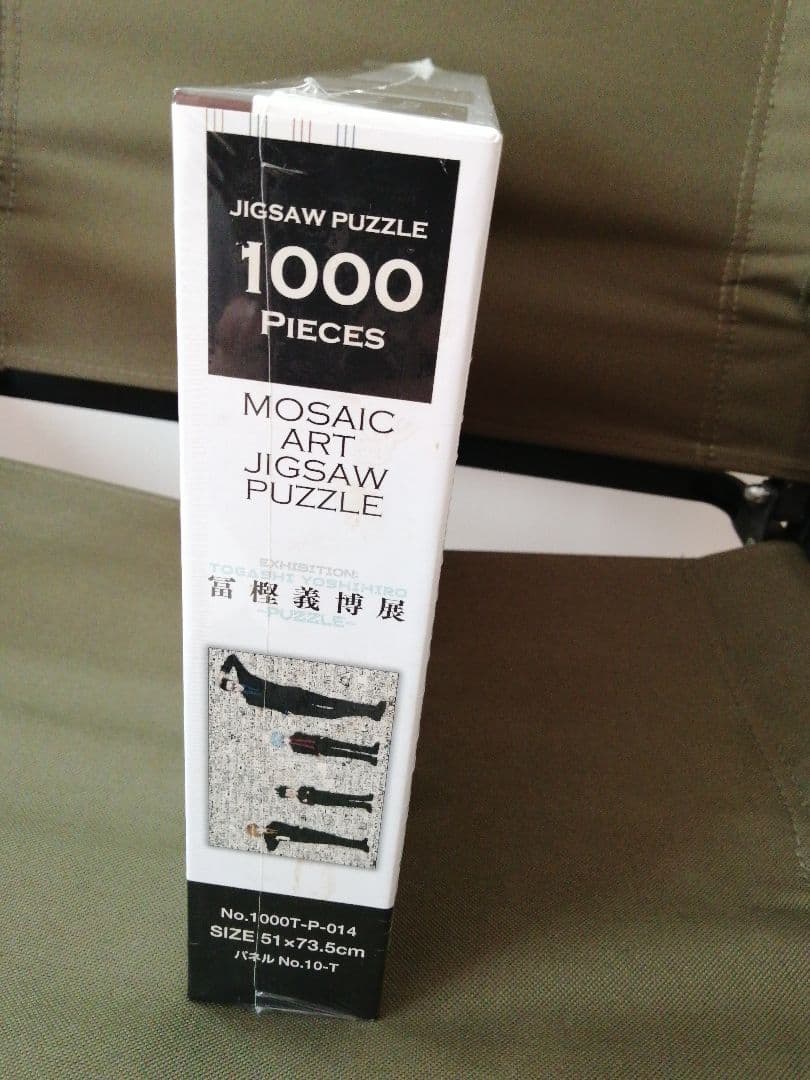 JIGSAW PUZZLE
1000
PIECES
MOSAIC
ART
JIGSAW
PUZZLE
EXHIBITION:
TOGASHI YOSHIHIRO
冨樫義博展
-PUZZLE-
No.1000T-P-014
SIZE 51×73.5cm
パネル No.10-T